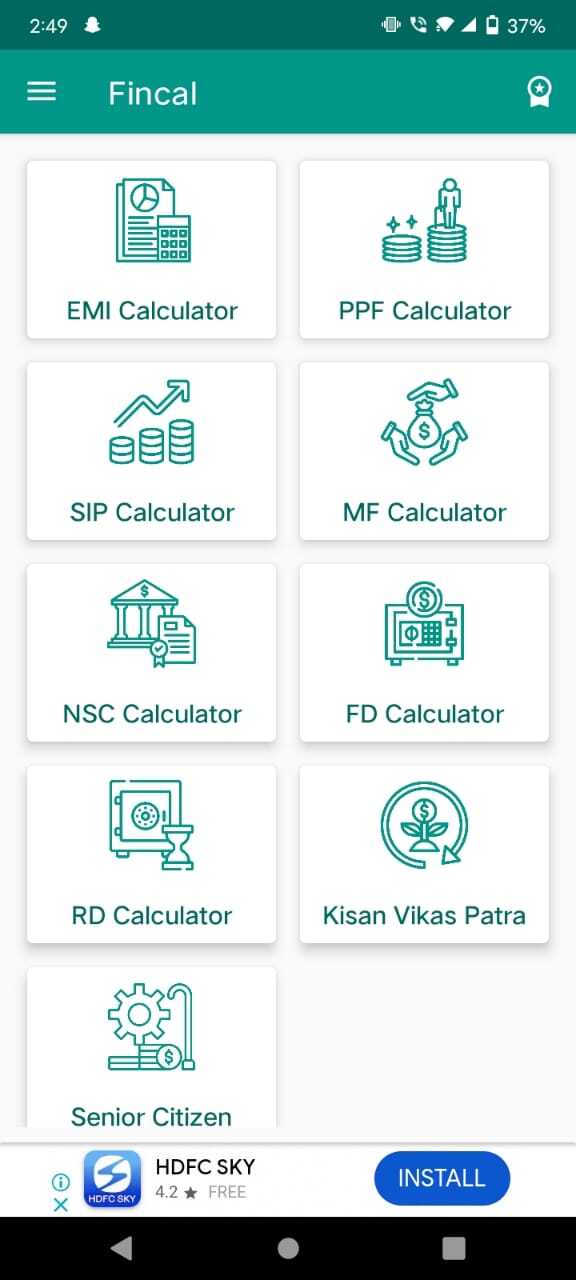 2:49 37%
Fincal
EMI Calculator PPF Calculator
SIP Calculator MF Calculator
NSC Calculator FD Calculator
RD Calculator Kisan Vikas Patra
Senior Citizen
HDFC SKY
HDFC SKY
4.2 ★ FREE
INSTALL